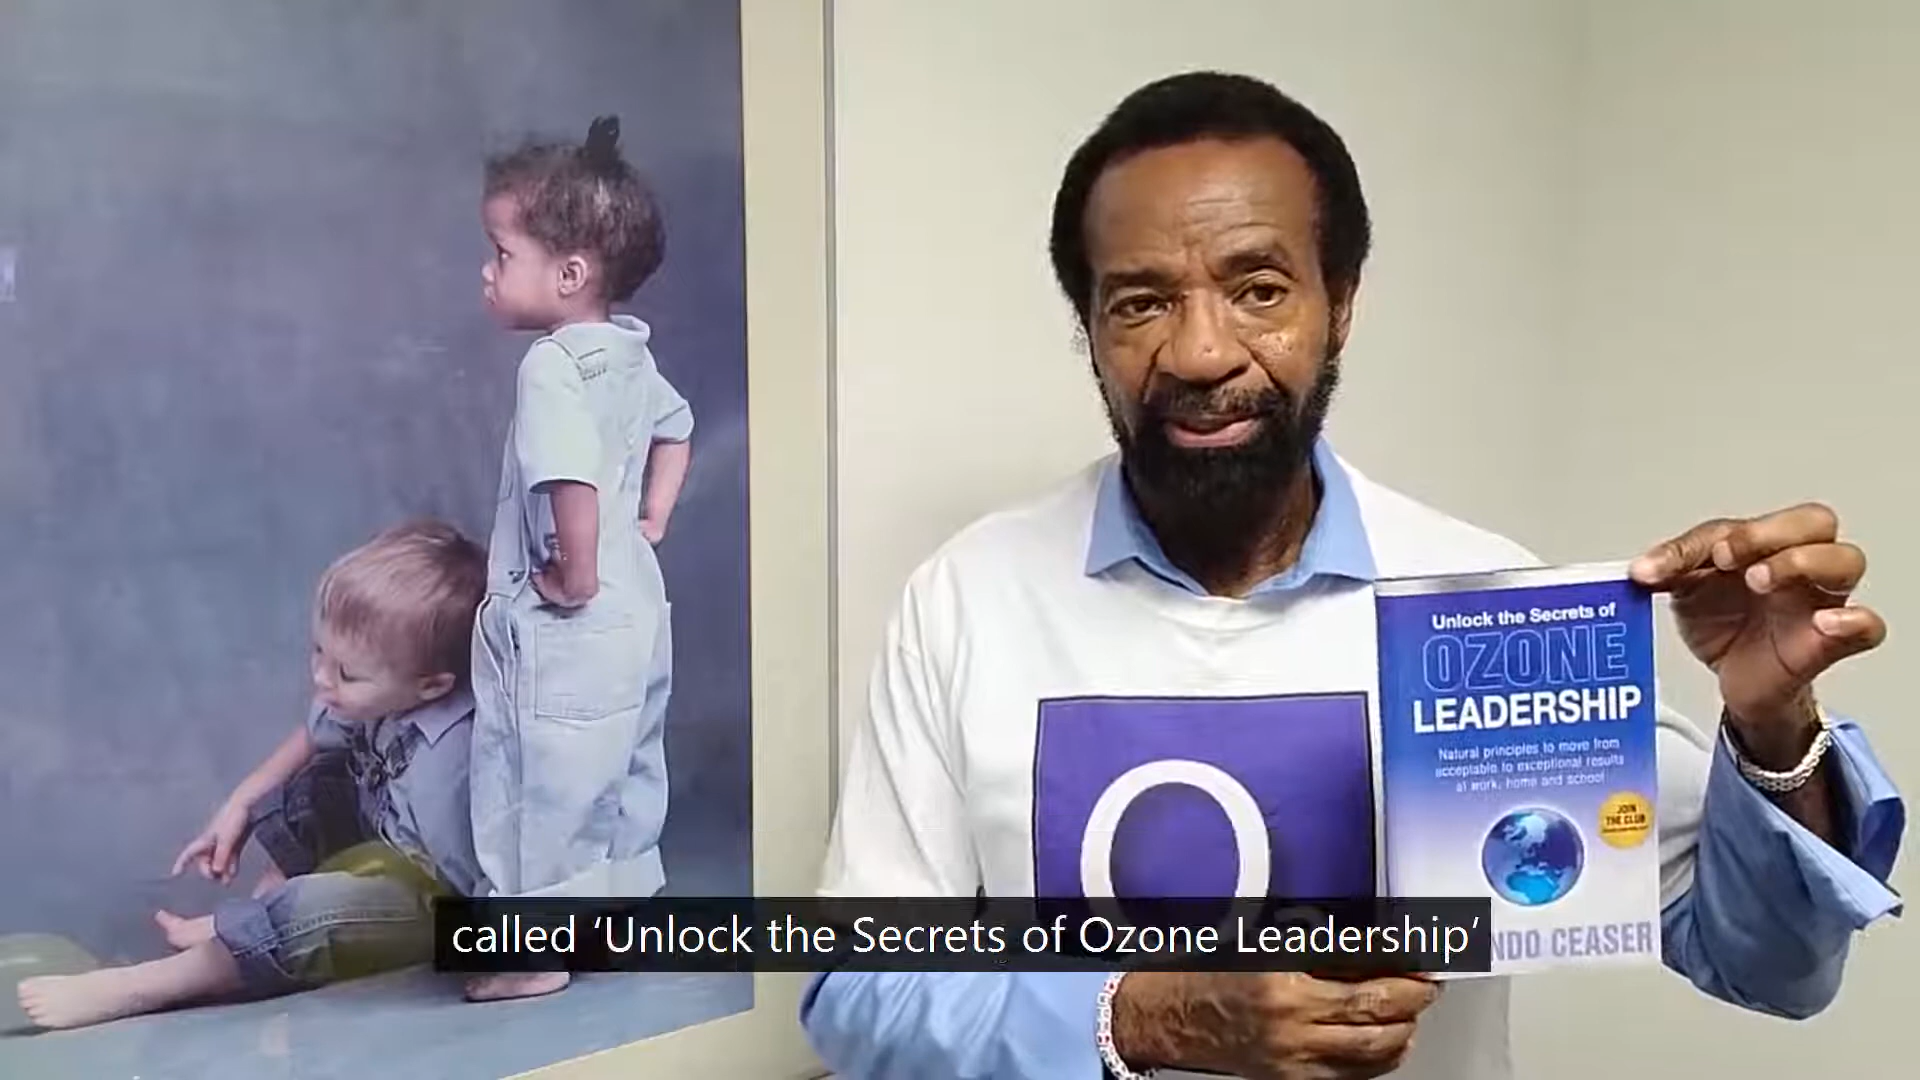 Unlock the Secrets of
OZONE
LEADERSHIP
Natural principles to move from
acceptable to exceptional results
at work, home and school
JOIN
THE CLUB
NDO CEASER
O
called ‘Unlock the Secrets of Ozone Leadership’